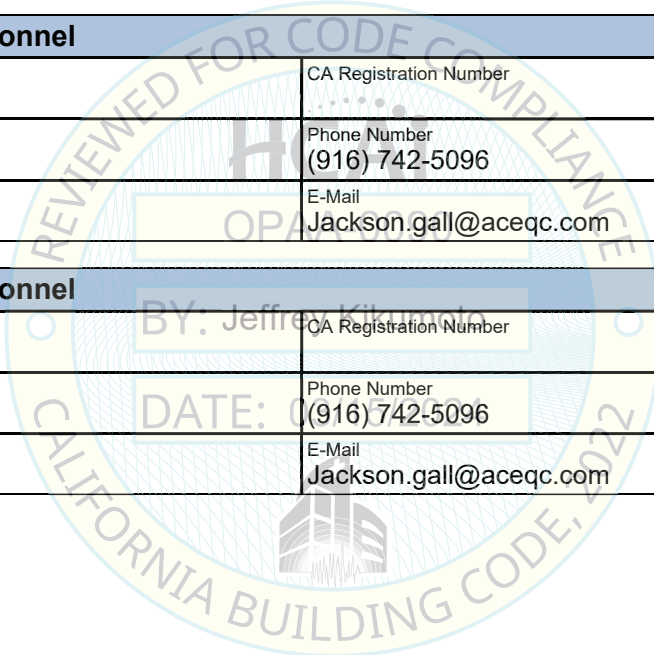 onnel
CA Registration Number
Phone Number
(916) 742-5096
E-Mail
Jackson.gall@aceqc.com
onnel
CA Registration Number
Phone Number
(916) 742-5096
E-Mail
Jackson.gall@aceqc.com
REVIEWED FOR CODE COMPLIANCE
HCAi
BY: Jeffrey Kikumoto
DATE:
CALIFORNIA BUILDING CODE, 2022